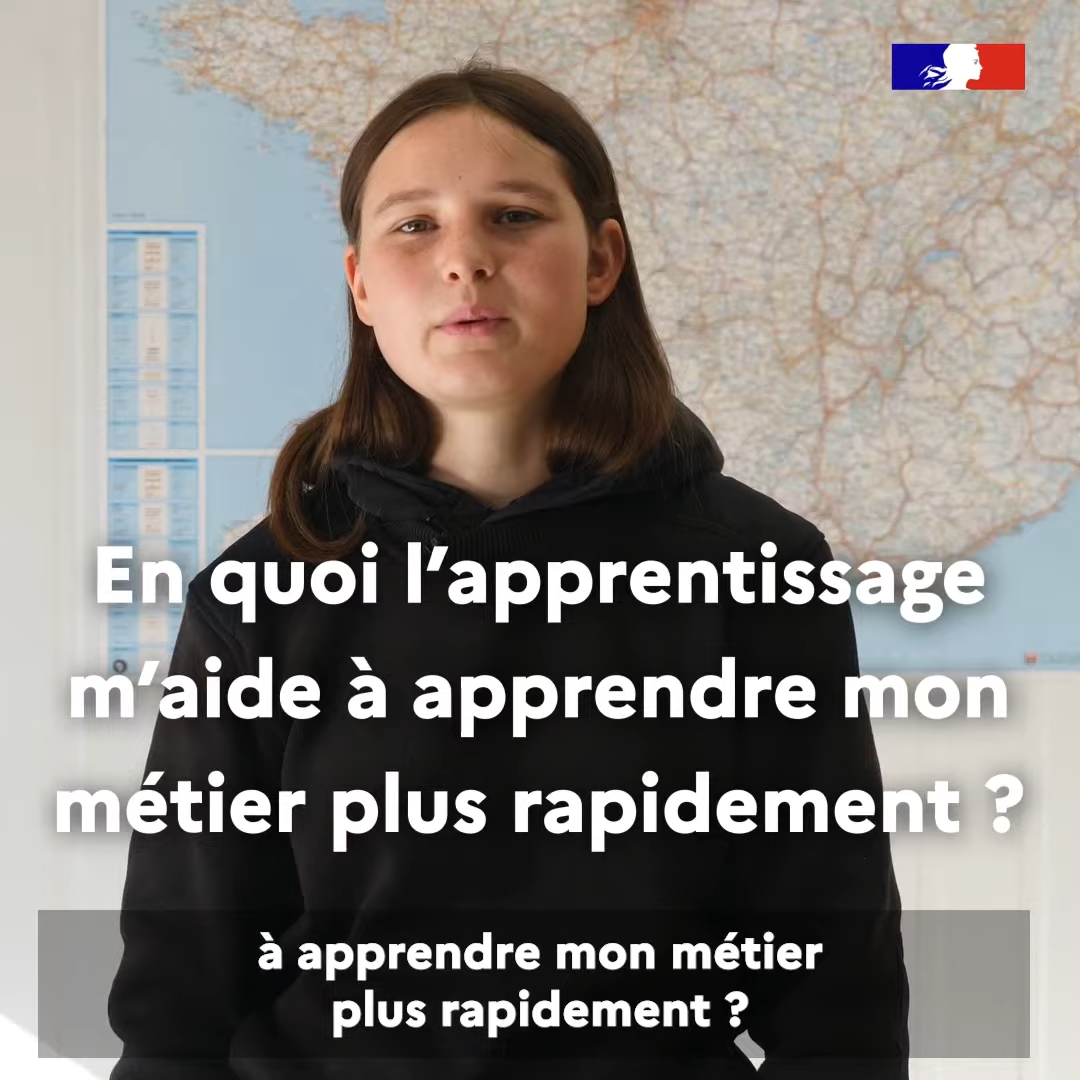 En quoi l’apprentissage
m’aide à apprendre mon
métier plus rapidement ?
à apprendre mon métier
plus rapidement ?